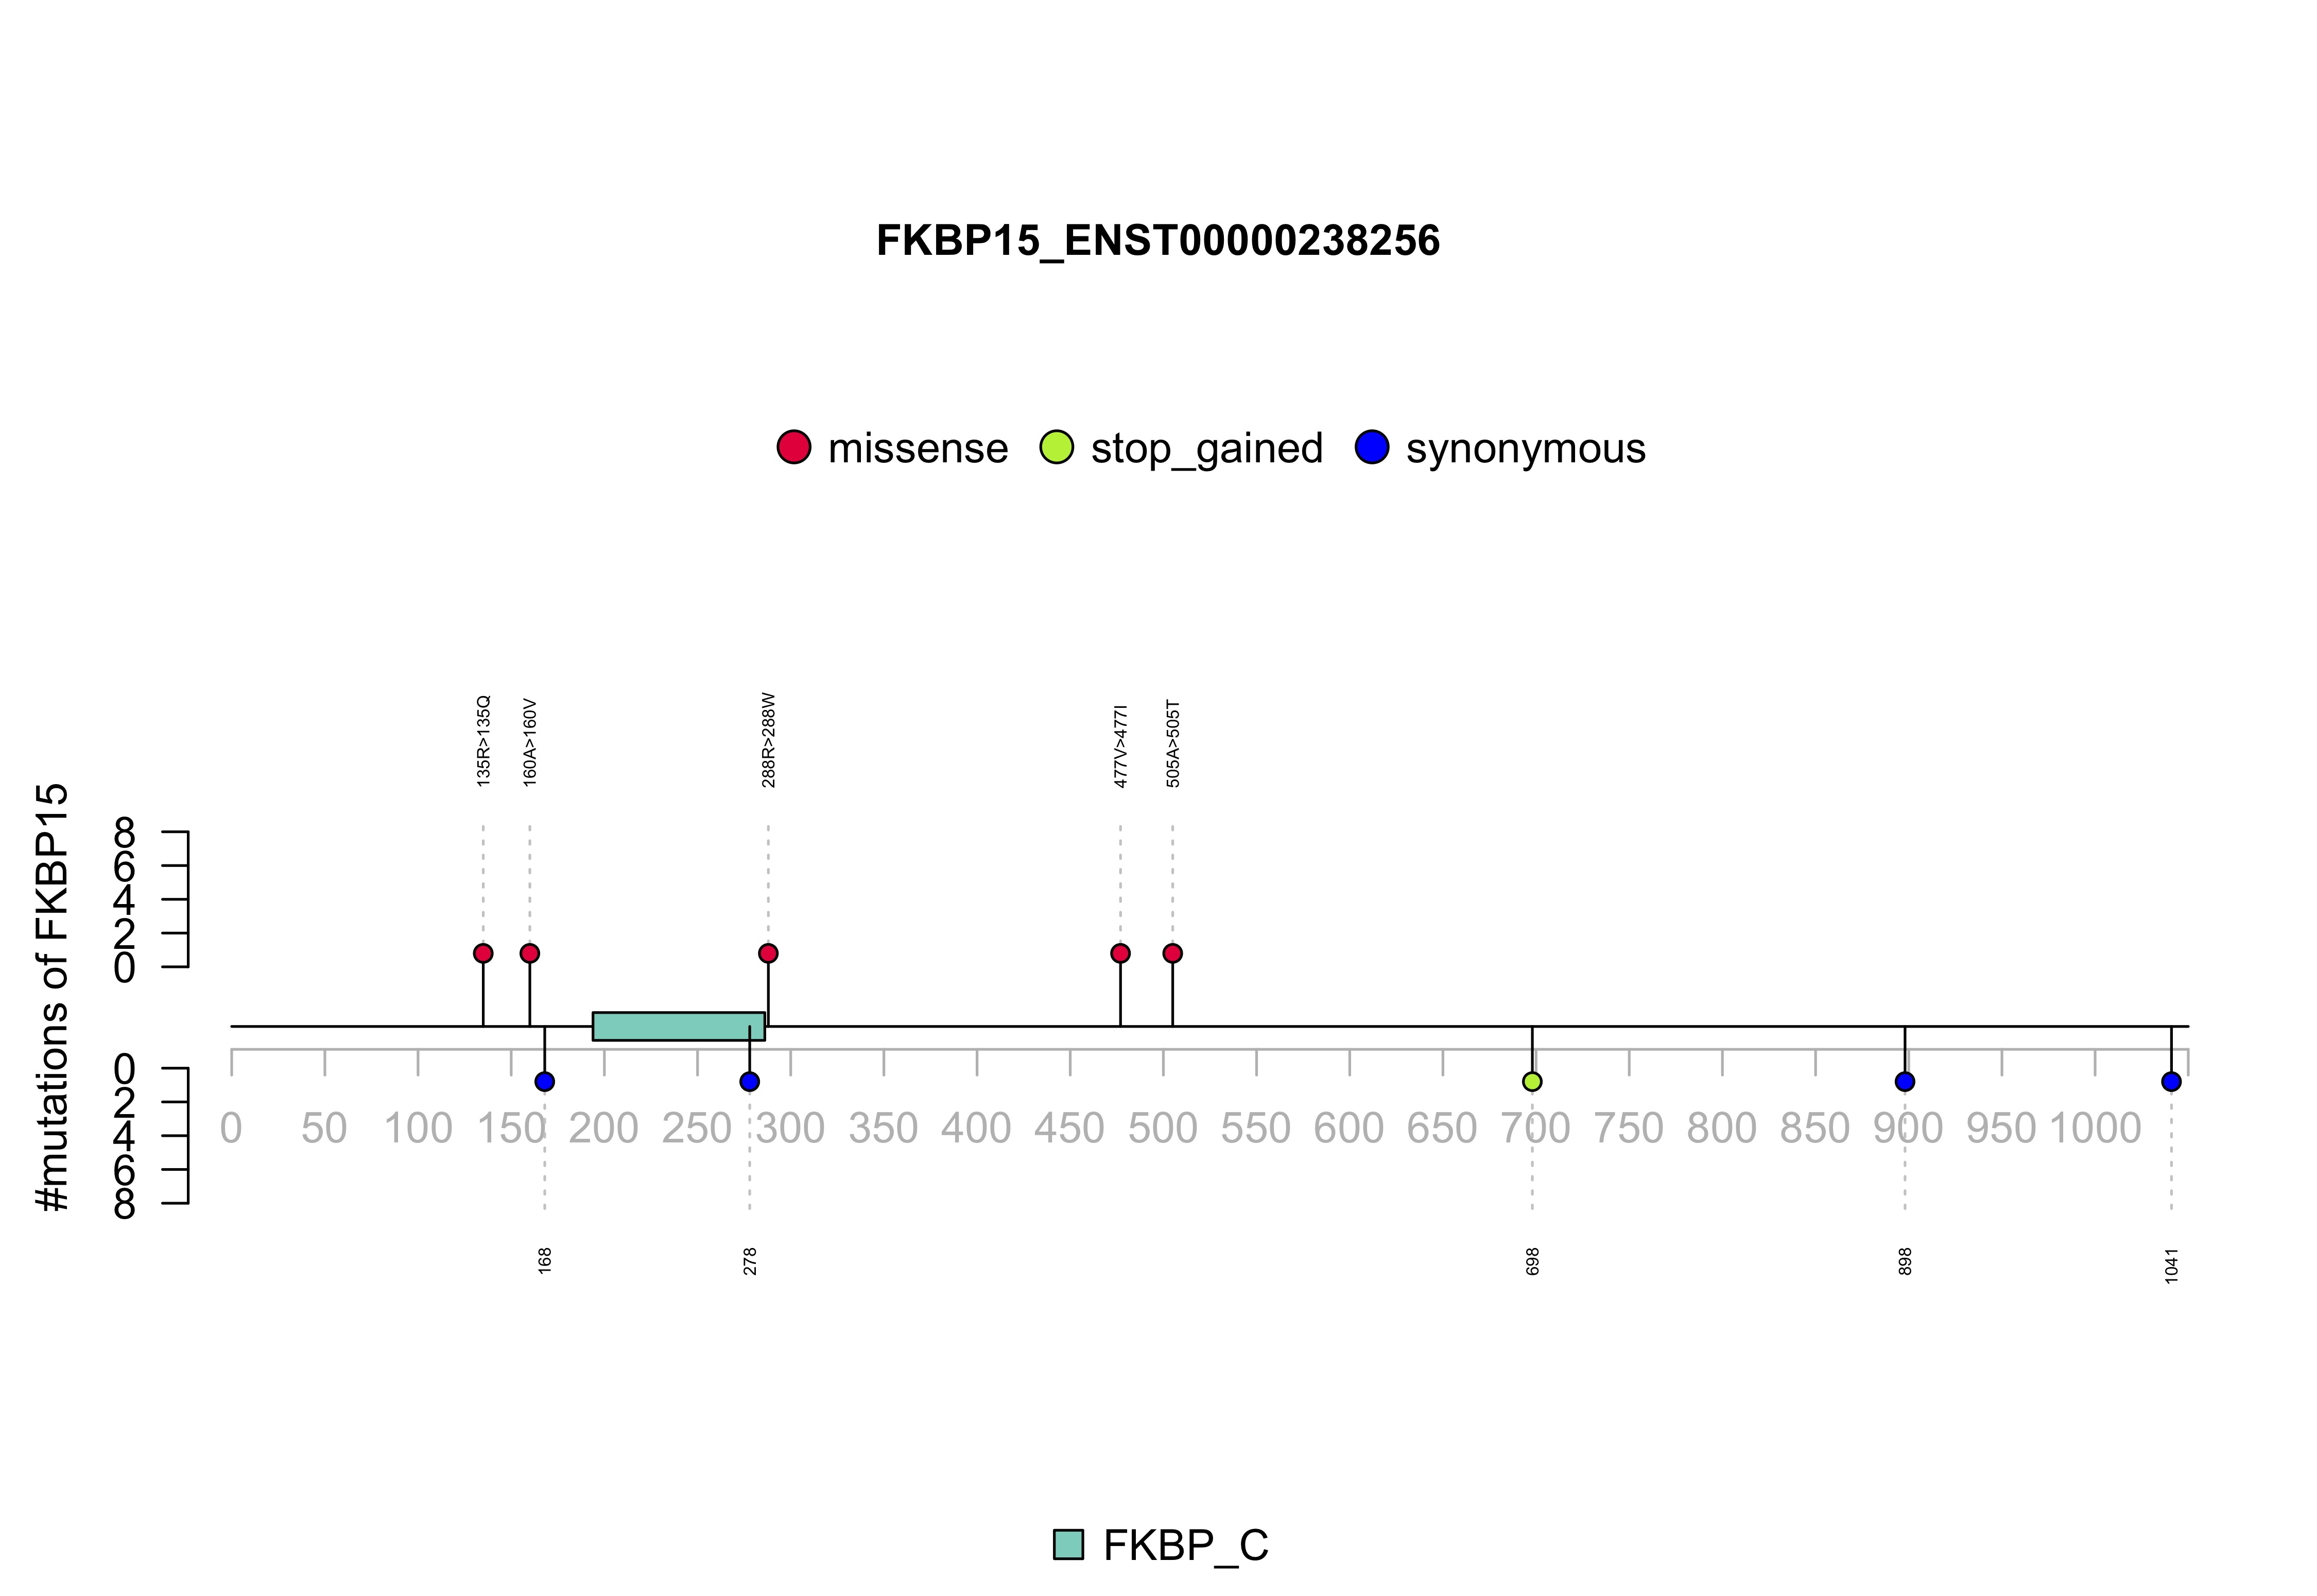 FKBP15_ENST00000238256
missense stop_gained synonymous
135R>135Q 160A>160V 288R>288W 477V>477I 505A>505T
#mutations of FKBP15
8
6
4
2
0
0
2
4
6
8
0 50 100 150 200 250 300 350 400 450 500 550 600 650 700 750 800 850 900 950 1000
168 278 698 898 1041
FKBP_C